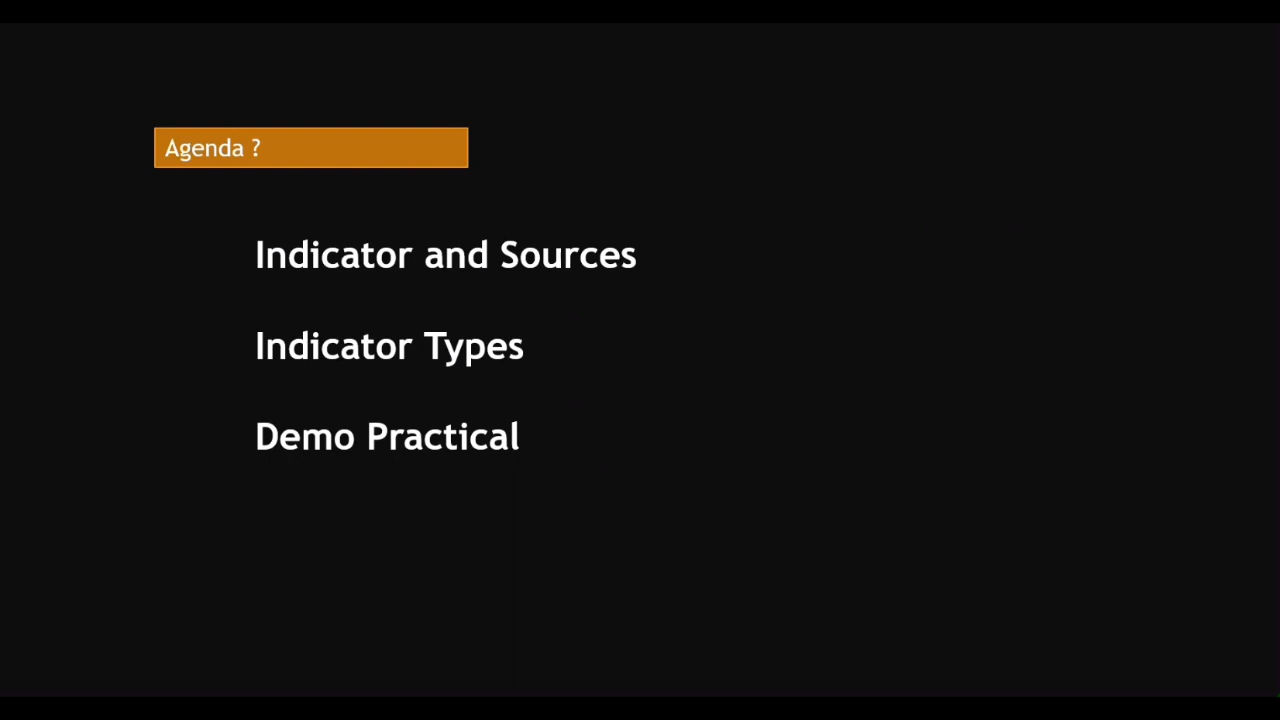 Agenda ?
Indicator and Sources
Indicator Types
Demo Practical